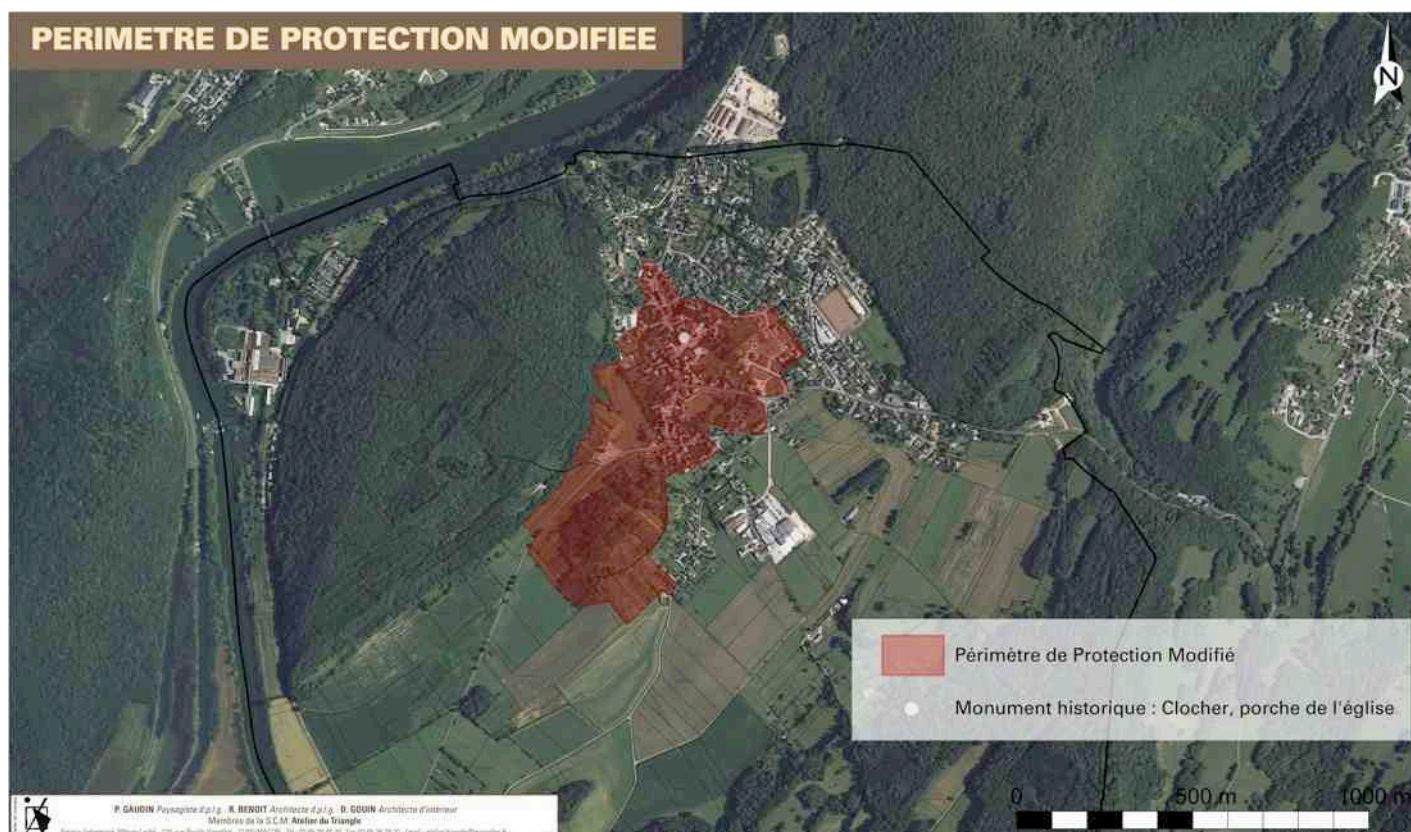 PERIMETRE DE PROTECTION MODIFIEE
N
Périmètre de Protection Modifié
Monument historique : Clocher, porche de l'église
0 500 m 1000 m
P. GAUDIN Paysagiste d.p.l.g. R. BENOIT Architecte d.p.l.g. D. GOUIN Architecte d'intérieur
Membres de la S.C.M. Atelier du Triangle